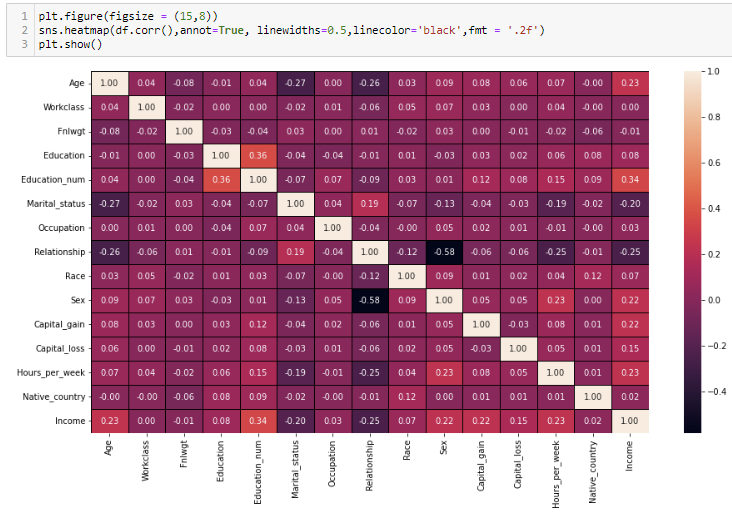 1 plt.figure(figsize = (15,8))
2 sns.heatmap(df.corr(),annot=True, linewidths=0.5,linecolor='black',fmt = '.2f')
3 plt.show()
Age 1.00 0.04 -0.08 -0.01 0.04 -0.27 0.00 -0.26 0.03 0.09 0.08 0.06 0.07 -0.00 0.23
Workclass 0.04 1.00 -0.02 0.00 0.00 -0.02 0.01 -0.06 0.05 0.07 0.03 0.00 0.04 -0.00 0.00
Fnlwgt -0.08 -0.02 1.00 -0.03 -0.04 0.03 0.00 0.01 -0.02 0.03 0.00 -0.01 -0.02 -0.06 -0.01
Education -0.01 0.00 -0.03 1.00 0.36 -0.04 -0.04 -0.01 0.01 -0.03 0.03 0.02 0.06 0.08 0.08
Education_num 0.04 0.00 -0.04 0.36 1.00 -0.07 0.07 -0.09 0.03 0.01 0.12 0.08 0.15 0.09 0.34
Marital_status -0.27 -0.02 0.03 -0.04 -0.07 1.00 0.04 0.19 -0.07 -0.13 -0.04 -0.03 -0.19 -0.02 -0.20
Occupation 0.00 0.01 0.00 -0.04 0.07 0.04 1.00 -0.04 -0.00 0.05 0.02 0.01 -0.01 -0.00 0.03
Relationship -0.26 -0.06 0.01 -0.01 -0.09 0.19 -0.04 1.00 -0.12 -0.58 -0.06 -0.06 -0.25 -0.01 -0.25
Race 0.03 0.05 -0.02 0.01 0.03 -0.07 -0.00 -0.12 1.00 0.09 0.01 0.02 0.04 0.12 0.07
Sex 0.09 0.07 0.03 -0.03 0.01 -0.13 0.05 -0.58 0.09 1.00 0.05 0.05 0.23 0.00 0.22
Capital_gain 0.08 0.03 0.00 0.03 0.12 -0.04 0.02 -0.06 0.01 0.05 1.00 -0.03 0.08 0.01 0.22
Capital_loss 0.06 0.00 -0.01 0.02 0.08 -0.03 0.01 -0.06 0.02 0.05 -0.03 1.00 0.05 0.01 0.15
Hours_per_week 0.07 0.04 -0.02 0.06 0.15 -0.19 -0.01 -0.25 0.04 0.23 0.08 0.05 1.00 0.01 0.23
Native_country -0.00 -0.00 -0.06 0.08 0.09 -0.02 -0.00 -0.01 0.12 0.00 0.01 0.01 0.01 1.00 0.02
Income 0.23 0.00 -0.01 0.08 0.34 -0.20 0.03 -0.25 0.07 0.22 0.22 0.15 0.23 0.02 1.00
Age
Workclass
Fnlwgt
Education
Education_num
Marital_status
Occupation
Relationship
Race
Sex
Capital_gain
Capital_loss
Hours_per_week
Native_country
Income
1.0
0.8
0.6
0.4
0.2
0.0
-0.2
-0.4